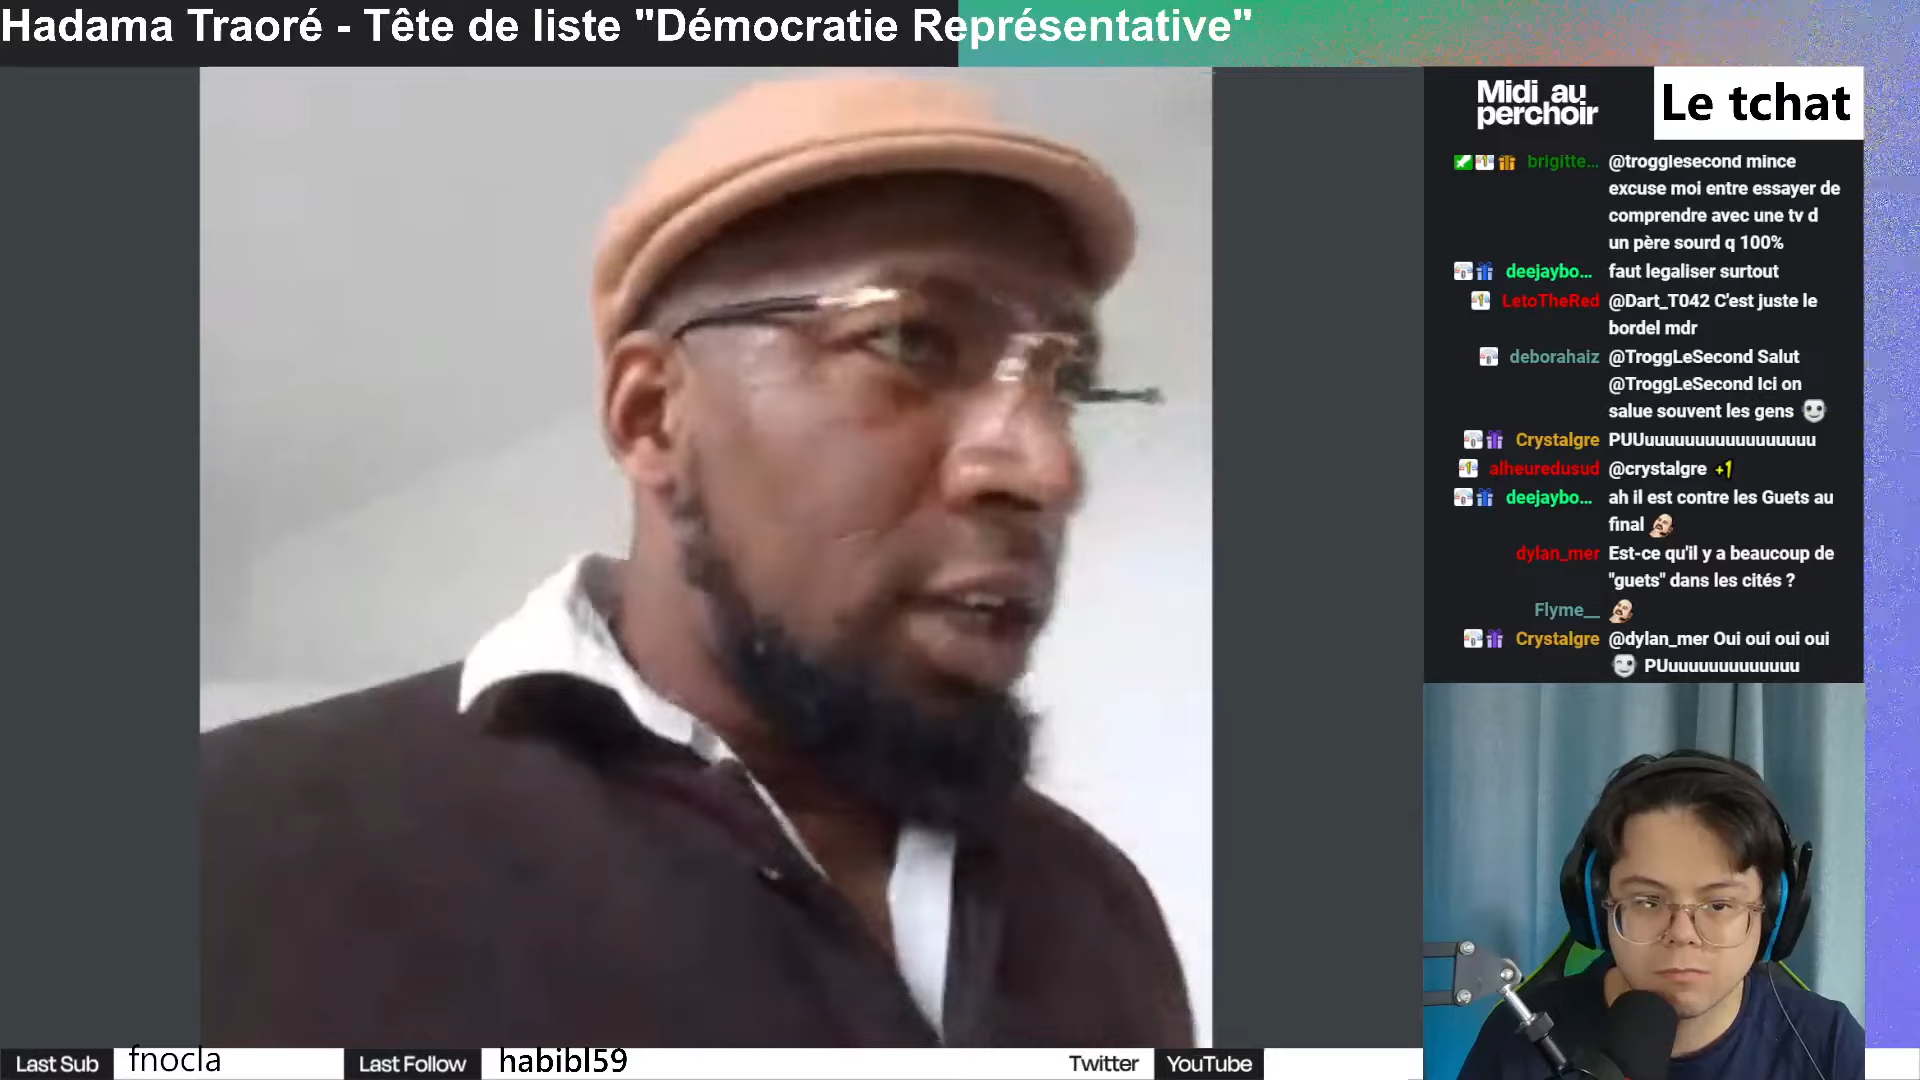 Hadama Traoré - Tête de liste "Démocratie Représentative"
Midi au
perchoir
Le tchat
brigitte... @trogglesecond mince
excuse moi entre essayer de
comprendre avec une tv d
un père sourd q 100%
deejaybo... faut legaliser surtout
LetoTheRed @Dart_T042 C'est juste le
bordel mdr
deborahaiz @TroggLeSecond Salut
@TroggLeSecond Ici on
salue souvent les gens
Crystalgre PUUuuuuuuuuuuuuuuuu
alheuredusud @crystalgre +1
deejaybo... ah il est contre les Guets au
final
dylan_mer Est-ce qu'il y a beaucoup de
"guets" dans les cités ?
Flyme__
Crystalgre @dylan_mer Oui oui oui oui
PUuuuuuuuuuuuuu
Last Sub fnocla Last Follow habibl59 Twitter YouTube